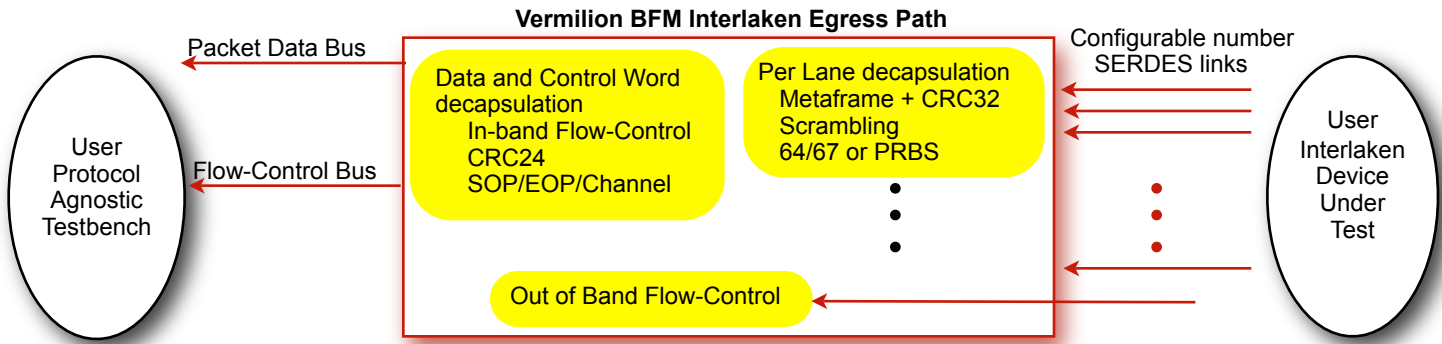 Vermilion BFM Interlaken Egress Path
User
Protocol
Agnostic
Testbench
Packet Data Bus
Flow-Control Bus
Data and Control Word
decapsulation
In-band Flow-Control
CRC24
SOP/EOP/Channel
Per Lane decapsulation
Metaframe + CRC32
Scrambling
64/67 or PRBS
Out of Band Flow-Control
Configurable number
SERDES links
User
Interlaken
Device
Under
Test